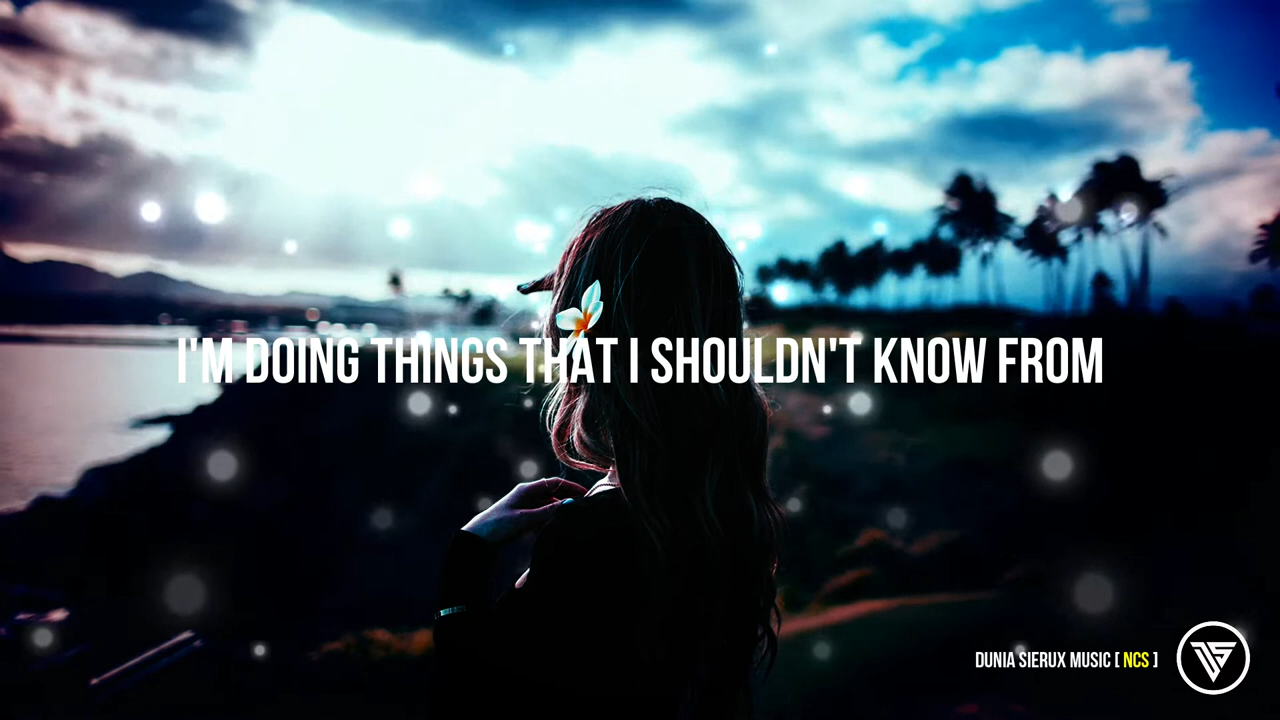 I'M DOING THINGS THAT I SHOULDN'T KNOW FROM
DUNIA SIERUX MUSIC [ NCS ]